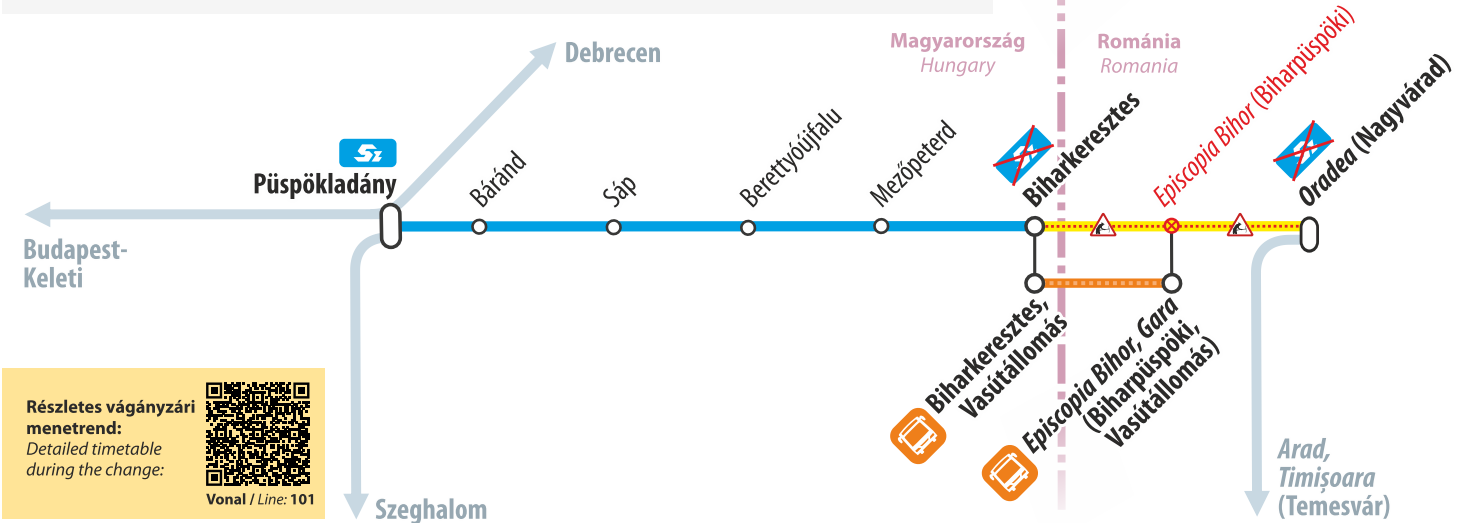 Magyarország
Hungary
Románia
Romania
Debrecen
Sz
Püspökladány
Báránd
Sáp
Berettyóújfalu
Mezőpeterd
Biharkeresztes
Episcopia Bihor (Biharpüspöki)
Oradea (Nagyvárad)
Budapest-
Keleti
Biharkeresztes,
Vasútállomás
Episcopia Bihor, Gara
(Biharpüspöki,
Vasútállomás)
Részletes vágányzári
menetrend:
Detailed timetable
during the change:
Vonal / Line: 101
Szeghalom
Arad,
Timișoara
(Temesvár)